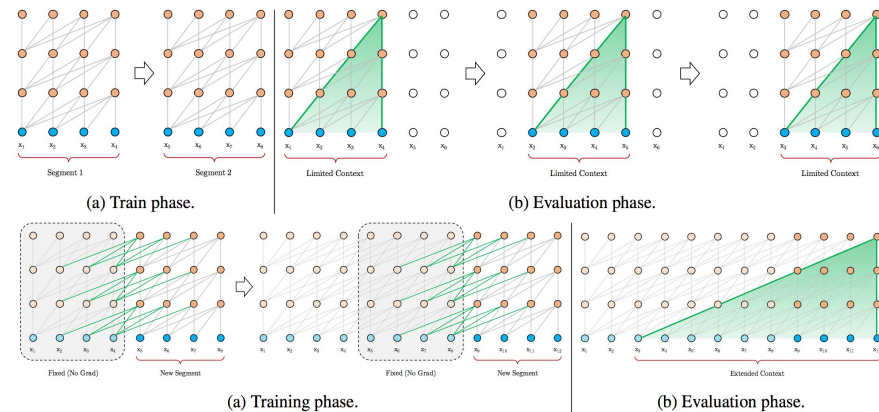 x₁ x₂ x₃ x₄ x₅ x₆ x₇ x₈ x₁ x₂ x₃ x₄ x₅ x₆ x₁ x₂ x₃ x₄ x₅ x₆ x₁ x₂ x₃ x₄ x₅ x₆
Segment 1 Segment 2 Limited Context Limited Context Limited Context
(a) Train phase. (b) Evaluation phase.
x₁ x₂ x₃ x₄ x₅ x₆ x₇ x₈ x₁ x₂ x₃ x₄ x₅ x₆ x₇ x₈ x₉ x₁₀ x₁₁ x₁₂ x₁ x₂ x₃ x₄ x₅ x₆ x₇ x₈ x₉ x₁₀ x₁₁
Fixed (No Grad) New Segment Fixed (No Grad) New Segment Extended Context
(a) Training phase. (b) Evaluation phase.